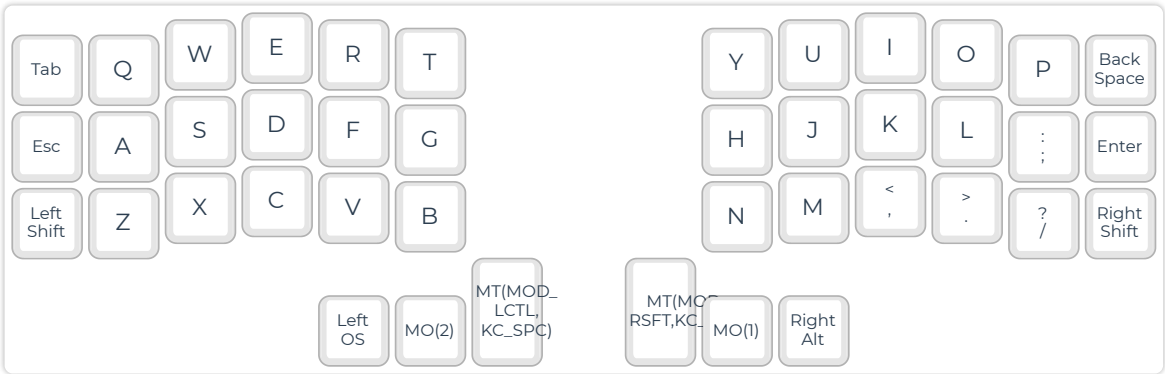 Tab Q W E R T Y U I O P Back Space
Esc A S D F G H J K L : ; Enter
Left Shift Z X C V B N M < , > . ? / Right Shift
Left OS MO(2) MT(MOD_ LCTL, KC_SPC) RSFT,KC_ MO(1) Right Alt